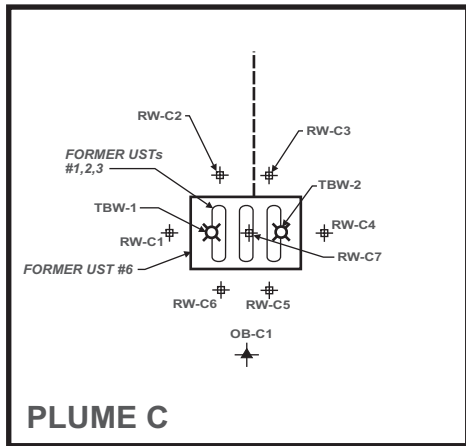 RW-C2
RW-C3
FORMER USTs
#1,2,3
TBW-2
TBW-1
RW-C4
RW-C1
RW-C7
FORMER UST #6
RW-C6
RW-C5
OB-C1
PLUME C